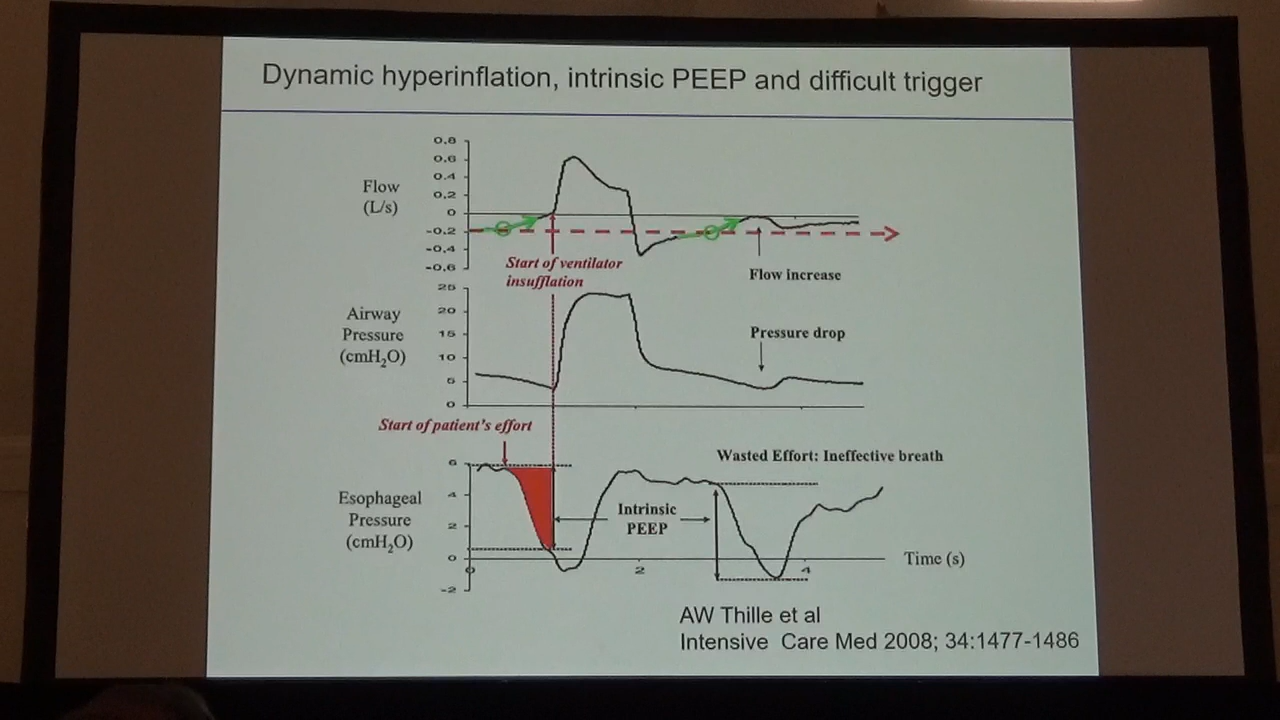 Dynamic hyperinflation, intrinsic PEEP and difficult trigger
Flow
(L/s)
0.8
0.6
0.4
0.2
0
-0.2
-0.4
-0.6
Start of ventilator
insufflation
Flow increase
Airway
Pressure
(cmH₂O)
25
20
15
10
5
0
Pressure drop
Start of patient's effort
Wasted Effort: Ineffective breath
Esophageal
Pressure
(cmH₂O)
6
4
2
0
-2
Intrinsic
PEEP
0
2
4
Time (s)
AW Thille et al
Intensive Care Med 2008; 34:1477-1486